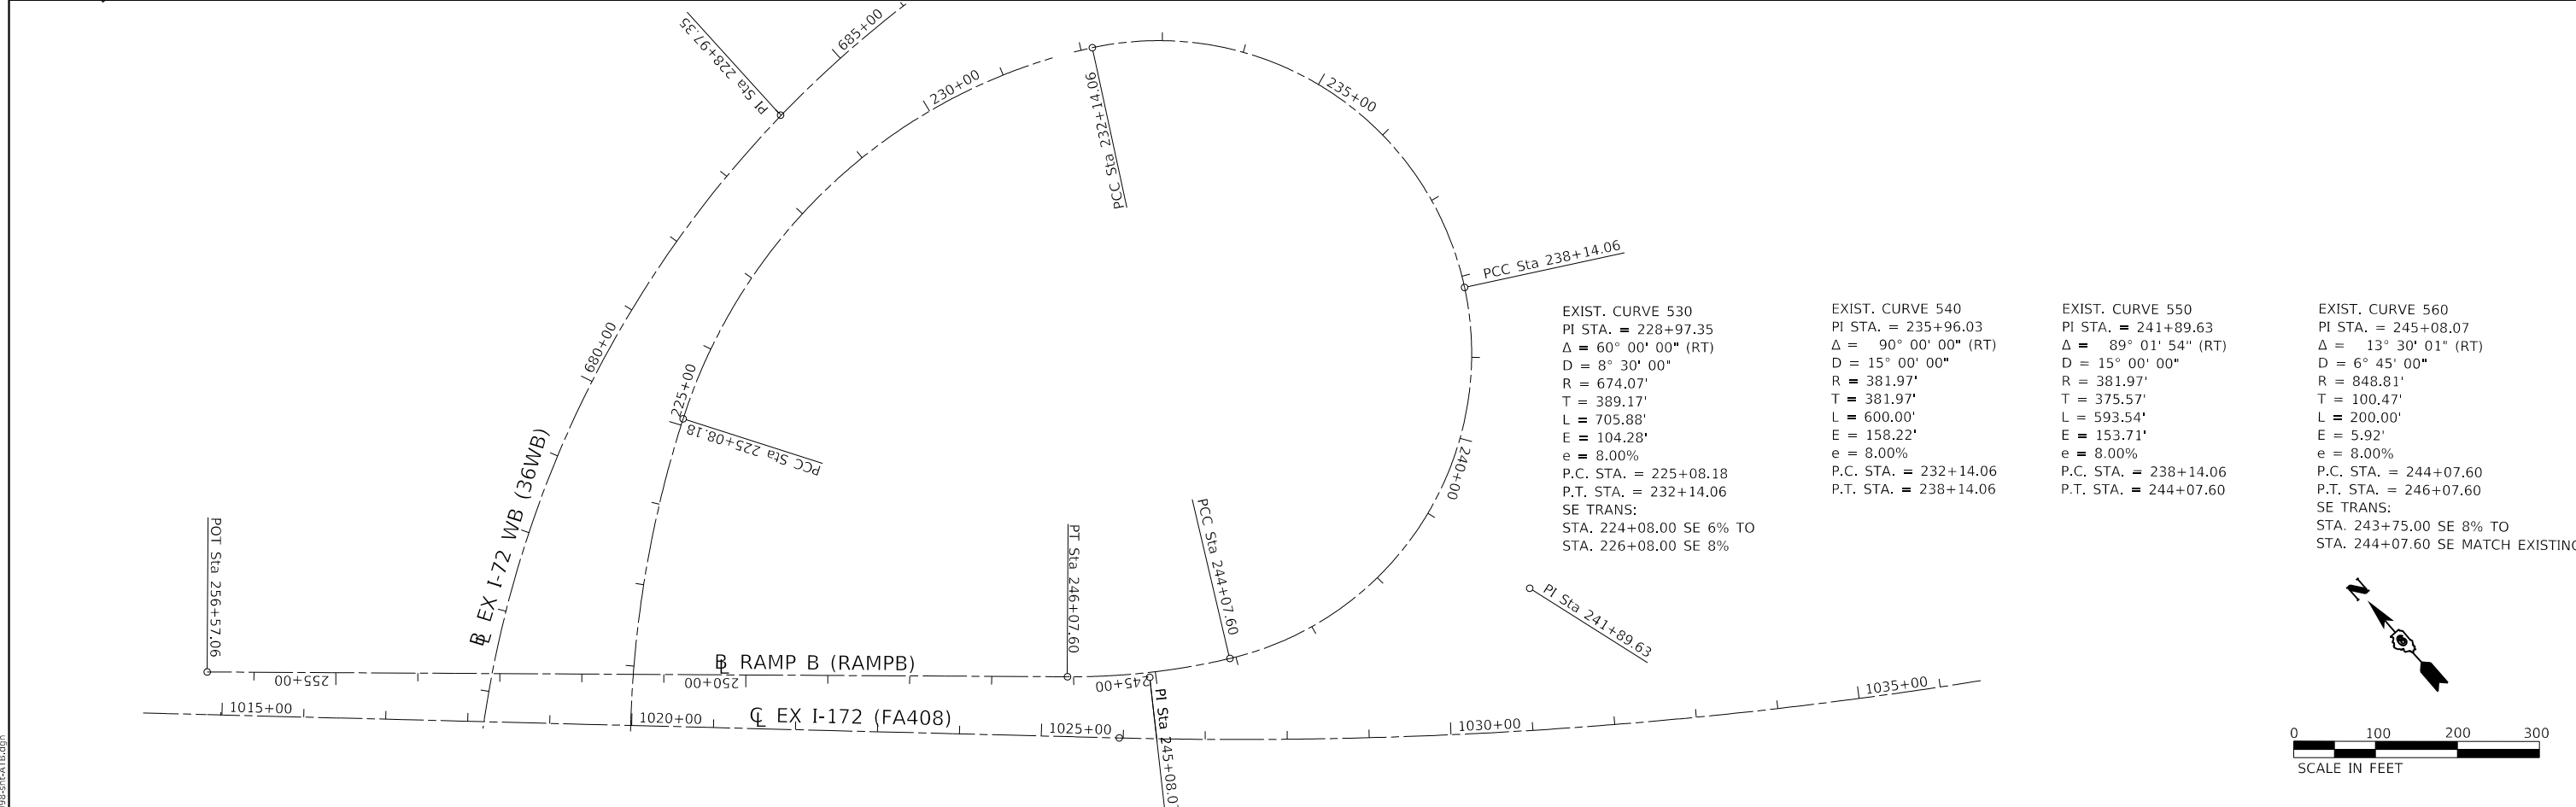 PI Sta 228+97.35
685+00
230+00
PCC Sta 232+14.06
235+00
PCC Sta 238+14.06
680+00
225+00
PCC Sta 225+08.18
240+00
℄ EX I-72 WB (36WB)
POT Sta 256+57.06
PT Sta 246+07.60
PCC Sta 244+07.60
PI Sta 241+89.63
℄ RAMP B (RAMPB)
255+00
250+00
245+00
PI Sta 245+08.0
1015+00
1020+00
℄ EX I-172 (FA408)
1025+00
1030+00
1035+00
EXIST. CURVE 530
PI STA. = 228+97.35
Δ = 60° 00' 00" (RT)
D = 8° 30' 00"
R = 674.07'
T = 389.17'
L = 705.88'
E = 104.28'
e = 8.00%
P.C. STA. = 225+08.18
P.T. STA. = 232+14.06
SE TRANS:
STA. 224+08.00 SE 6% TO
STA. 226+08.00 SE 8%
EXIST. CURVE 540
PI STA. = 235+96.03
Δ = 90° 00' 00" (RT)
D = 15° 00' 00"
R = 381.97'
T = 381.97'
L = 600.00'
E = 158.22'
e = 8.00%
P.C. STA. = 232+14.06
P.T. STA. = 238+14.06
EXIST. CURVE 550
PI STA. = 241+89.63
Δ = 89° 01' 54" (RT)
D = 15° 00' 00"
R = 381.97'
T = 375.57'
L = 593.54'
E = 153.71'
e = 8.00%
P.C. STA. = 238+14.06
P.T. STA. = 244+07.60
EXIST. CURVE 560
PI STA. = 245+08.07
Δ = 13° 30' 01" (RT)
D = 6° 45' 00"
R = 848.81'
T = 100.47'
L = 200.00'
E = 5.92'
e = 8.00%
P.C. STA. = 244+07.60
P.T. STA. = 246+07.60
SE TRANS:
STA. 243+75.00 SE 8% TO
STA. 244+07.60 SE MATCH EXISTING
N
0 100 200 300
SCALE IN FEET